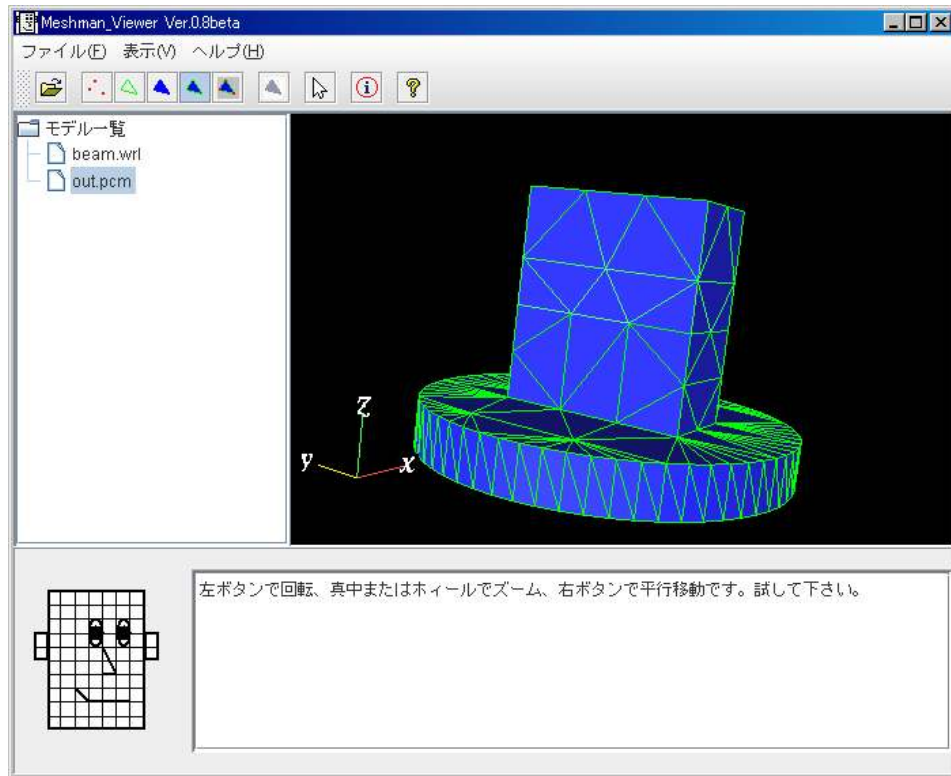 Meshman_Viewer Ver.0.8beta
ファイル(F) 表示(V) ヘルプ(H)
モデル一覧
beam.wrl
out.pcm
z
y
x
左ボタンで回転、真中またはホィールでズーム、右ボタンで平行移動です。試して下さい。